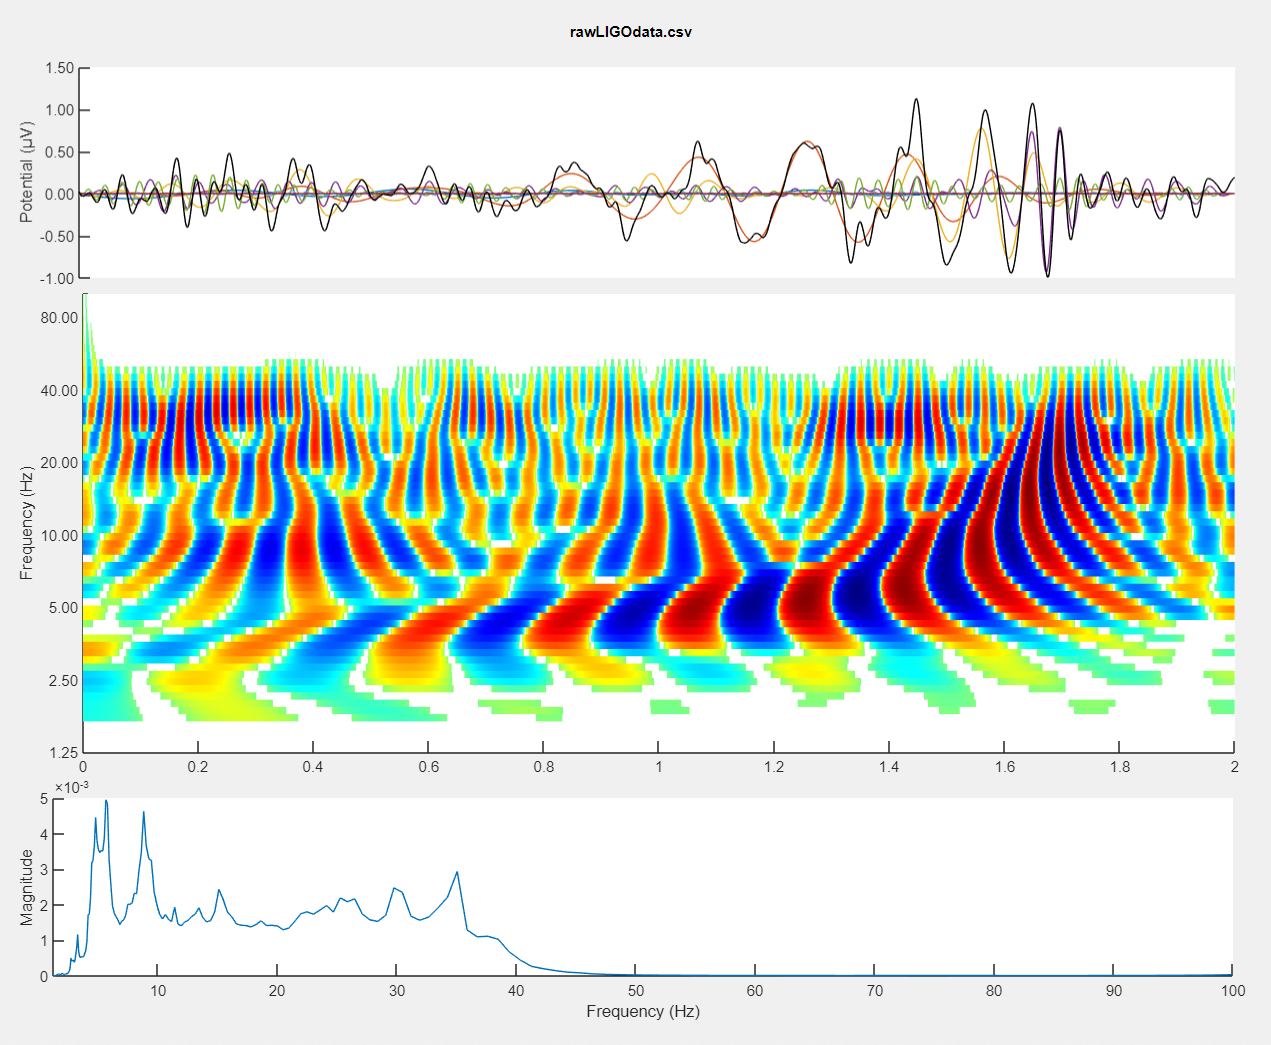 rawLIGOdata.csv
1.50
1.00
0.50
0.00
-0.50
-1.00
Potential (µV)
80.00
40.00
20.00
10.00
5.00
2.50
1.25
Frequency (Hz)
0 0.2 0.4 0.6 0.8 1 1.2 1.4 1.6 1.8 2
×10⁻³
5
4
3
2
1
0
Magnitude
10 20 30 40 50 60 70 80 90 100
Frequency (Hz)